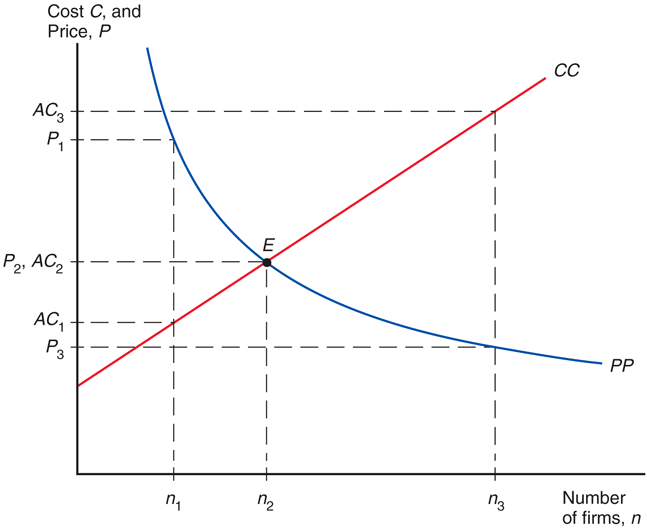 Cost C, and
Price, P
CC
AC3
P1
E
P2, AC2
AC1
P3
PP
n1
n2
n3
Number
of firms, n